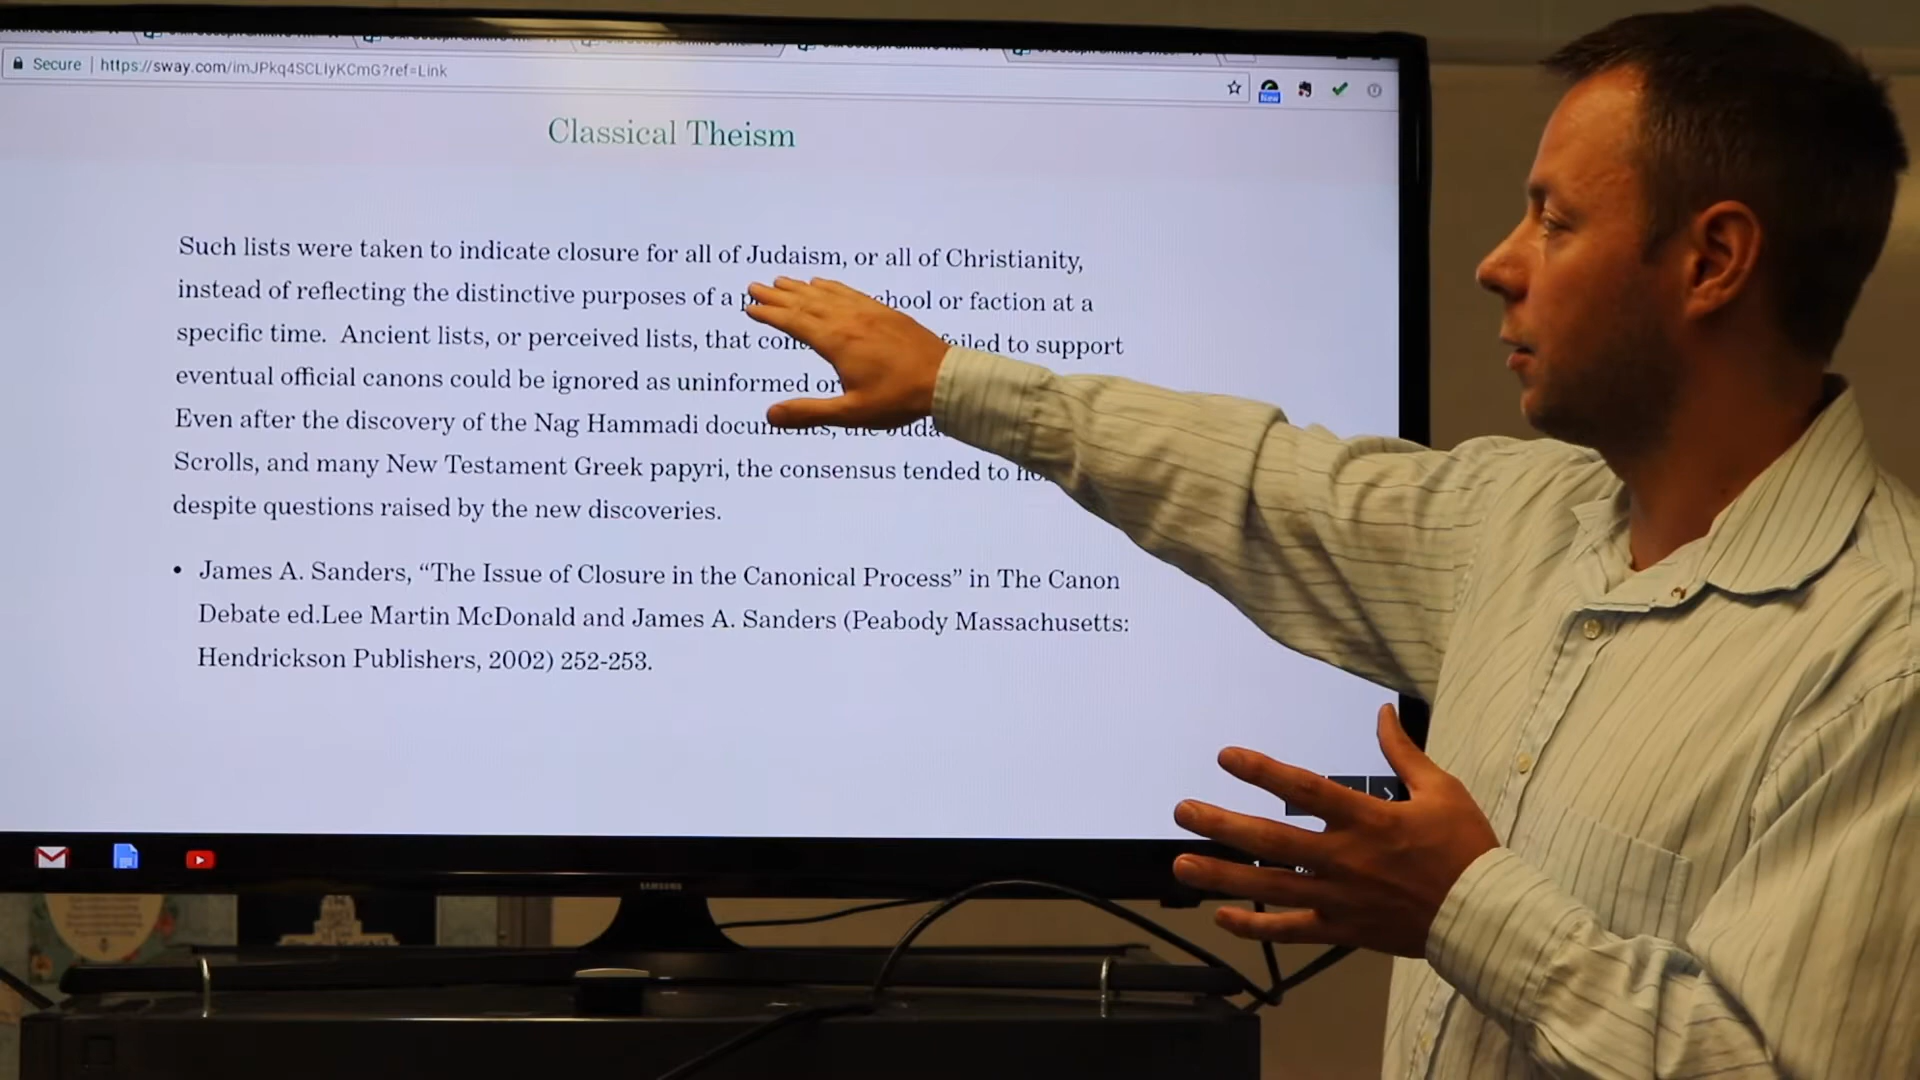 Secure | https://sway.com/imJPkq4SCLIyKCmG?ref=Link
New
Classical Theism
Such lists were taken to indicate closure for all of Judaism, or all of Christianity,
instead of reflecting the distinctive purposes of a school or faction at a
specific time. Ancient lists, or perceived lists, that failed to support
eventual official canons could be ignored as uninformed or
Even after the discovery of the Nag Hammadi documents, the
Scrolls, and many New Testament Greek papyri, the consensus tended to
despite questions raised by the new discoveries.
• James A. Sanders, “The Issue of Closure in the Canonical Process” in The Canon
Debate ed.Lee Martin McDonald and James A. Sanders (Peabody Massachusetts:
Hendrickson Publishers, 2002) 252-253.
SAMSUNG